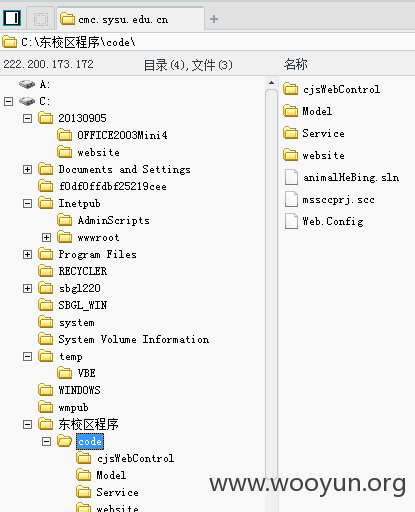 cmc.sysu.edu.cn
C:\东校区程序\code\
222.200.173.172
目录(4),文件(3)
名称
A:
C:
20130905
OFFICE2003Mini4
website
Documents and Settings
f0df0ffdbf25219cee
Inetpub
AdminScripts
wwwroot
Program Files
RECYCLER
sbgl220
SBGL_WIN
system
System Volume Information
temp
VBE
WINDOWS
wmpub
东校区程序
code
cjsWebControl
Model
Service
website
cjsWebControl
Model
Service
website
animalHeBing.sln
mssccprj.scc
Web.Config
www.wooyun.org